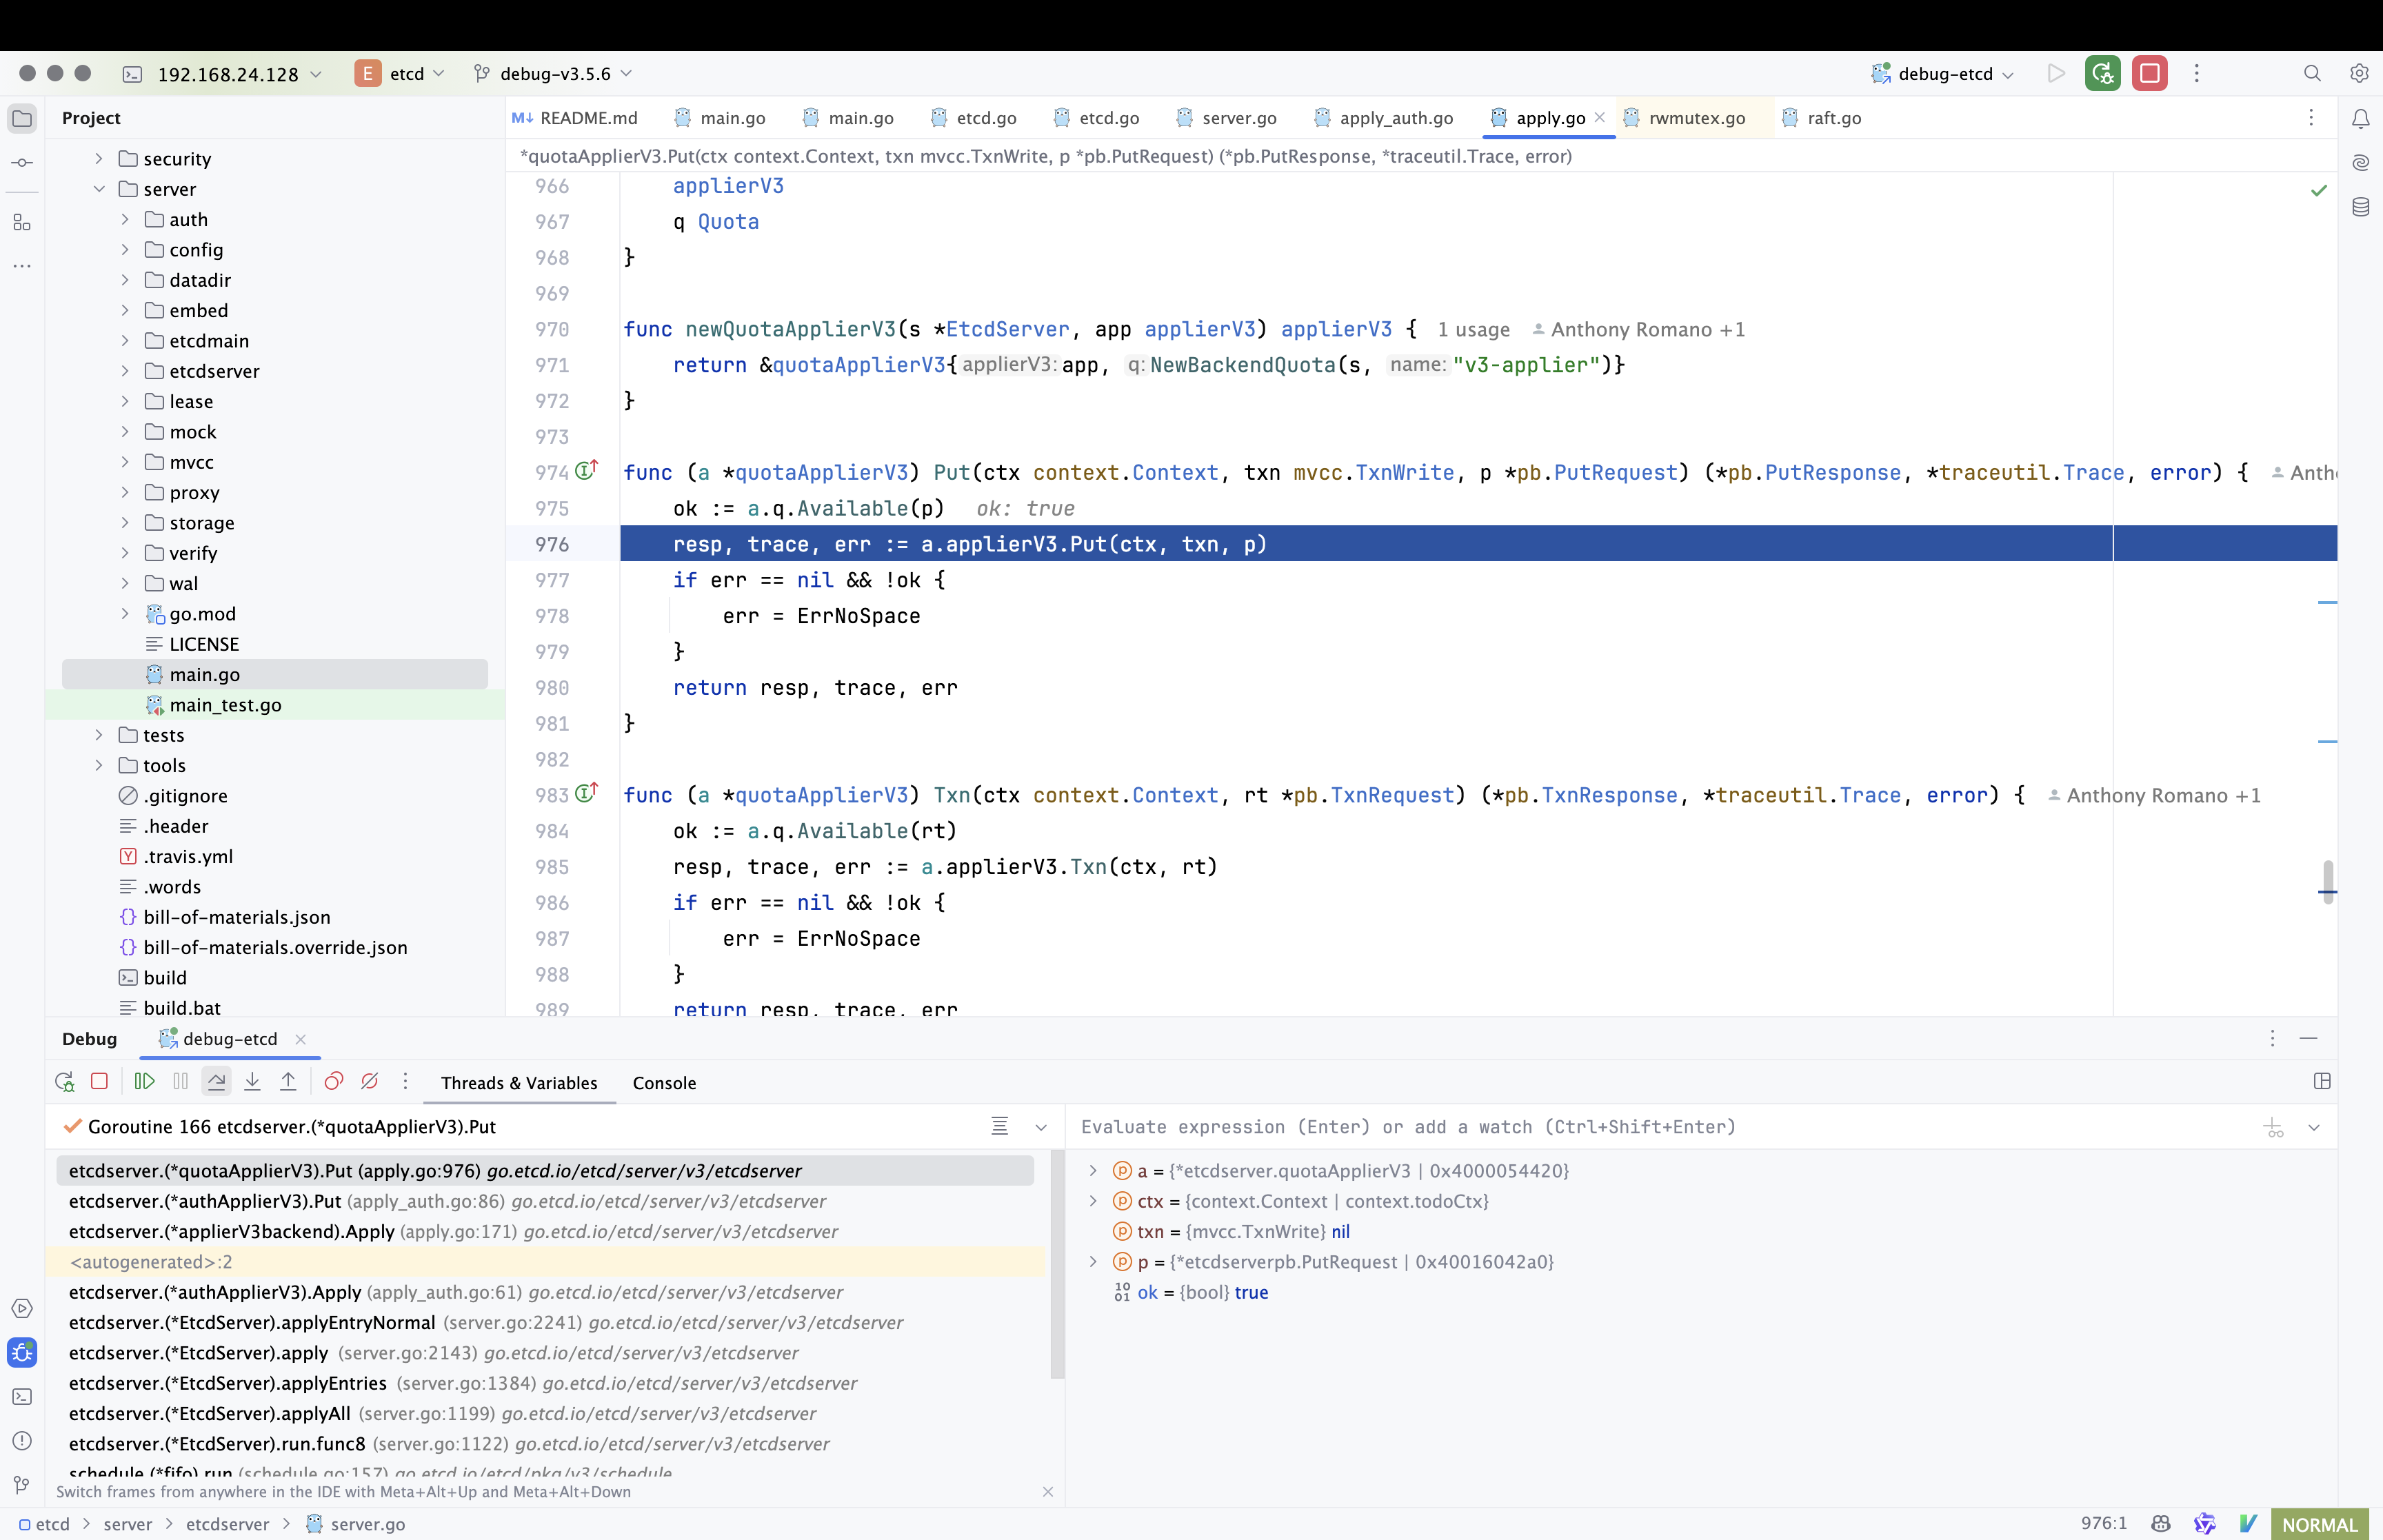 192.168.24.128
E etcd
debug-v3.5.6
debug-etcd
Project
security
server
auth
config
datadir
embed
etcdmain
etcdserver
lease
mock
mvcc
proxy
storage
verify
wal
go.mod
LICENSE
main.go
main_test.go
tests
tools
.gitignore
.header
Y .travis.yml
.words
{} bill-of-materials.json
{} bill-of-materials.override.json
build
build.bat
M↓ README.md main.go main.go etcd.go etcd.go server.go apply_auth.go apply.go rwmutex.go raft.go
*quotaApplierV3.Put(ctx context.Context, txn mvcc.TxnWrite, p *pb.PutRequest) (*pb.PutResponse, *traceutil.Trace, error)
966 applierV3
967 q Quota
968 }
969
970 func newQuotaApplierV3(s *EtcdServer, app applierV3) applierV3 { 1 usage Anthony Romano +1
971 return &quotaApplierV3{applierV3: app, q: NewBackendQuota(s, name: "v3-applier")}
972 }
973
974 func (a *quotaApplierV3) Put(ctx context.Context, txn mvcc.TxnWrite, p *pb.PutRequest) (*pb.PutResponse, *traceutil.Trace, error) { Anth
975 ok := a.q.Available(p) ok: true
976 resp, trace, err := a.applierV3.Put(ctx, txn, p)
977 if err == nil && !ok {
978 err = ErrNoSpace
979 }
980 return resp, trace, err
981 }
982
983 func (a *quotaApplierV3) Txn(ctx context.Context, rt *pb.TxnRequest) (*pb.TxnResponse, *traceutil.Trace, error) { Anthony Romano +1
984 ok := a.q.Available(rt)
985 resp, trace, err := a.applierV3.Txn(ctx, rt)
986 if err == nil && !ok {
987 err = ErrNoSpace
988 }
989 return resp, trace, err
Debug debug-etcd
Threads & Variables Console
Goroutine 166 etcdserver.(*quotaApplierV3).Put
etcdserver.(*quotaApplierV3).Put (apply.go:976) go.etcd.io/etcd/server/v3/etcdserver
etcdserver.(*authApplierV3).Put (apply_auth.go:86) go.etcd.io/etcd/server/v3/etcdserver
etcdserver.(*applierV3backend).Apply (apply.go:171) go.etcd.io/etcd/server/v3/etcdserver
<autogenerated>:2
etcdserver.(*authApplierV3).Apply (apply_auth.go:61) go.etcd.io/etcd/server/v3/etcdserver
etcdserver.(*EtcdServer).applyEntryNormal (server.go:2241) go.etcd.io/etcd/server/v3/etcdserver
etcdserver.(*EtcdServer).apply (server.go:2143) go.etcd.io/etcd/server/v3/etcdserver
etcdserver.(*EtcdServer).applyEntries (server.go:1384) go.etcd.io/etcd/server/v3/etcdserver
etcdserver.(*EtcdServer).applyAll (server.go:1199) go.etcd.io/etcd/server/v3/etcdserver
etcdserver.(*EtcdServer).run.func8 (server.go:1122) go.etcd.io/etcd/server/v3/etcdserver
schedule.(*fifo).run (schedule.go:157) go.etcd.io/etcd/pkg/v3/schedule
Switch frames from anywhere in the IDE with Meta+Alt+Up and Meta+Alt+Down
Evaluate expression (Enter) or add a watch (Ctrl+Shift+Enter)
a = {*etcdserver.quotaApplierV3 | 0x4000054420}
ctx = {context.Context | context.todoCtx}
txn = {mvcc.TxnWrite} nil
p = {*etcdserverpb.PutRequest | 0x40016042a0}
ok = {bool} true
etcd > server > etcdserver > server.go
976:1
NORMAL